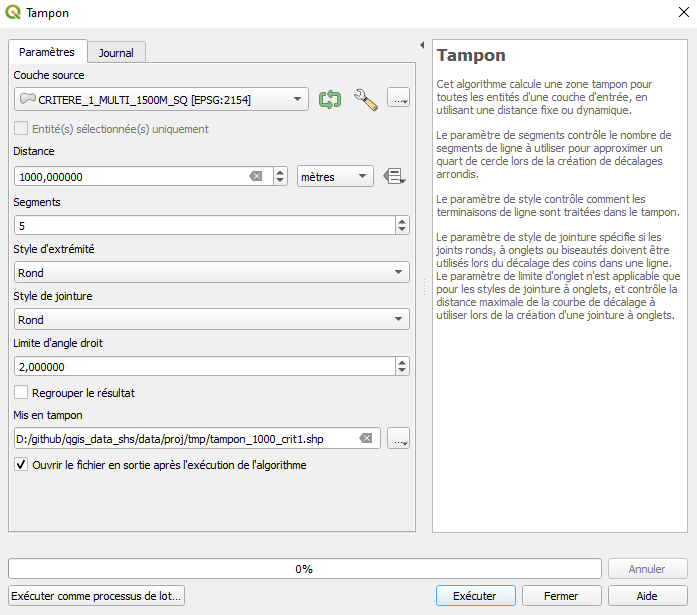 Tampon
Paramètres
Journal
Couche source
CRITERE_1_MULTI_1500M_SQ [EPSG:2154]
...
Entité(s) sélectionnée(s) uniquement
Distance
1000,000000
mètres
Segments
5
Style d'extrémité
Rond
Style de jointure
Rond
Limite d'angle droit
2,000000
Regrouper le résultat
Mis en tampon
D:/github/qgis_data_shs/data/proj/tmp/tampon_1000_crit1.shp
...
Ouvrir le fichier en sortie après l'exécution de l'algorithme
Tampon
Cet algorithme calcule une zone tampon pour
toutes les entités d'une couche d'entrée, en
utilisant une distance fixe ou dynamique.
Le paramètre de segments contrôle le nombre de
segments de ligne à utiliser pour approximer un
quart de cercle lors de la création de décalages
arrondis.
Le paramètre de style contrôle comment les
terminaisons de ligne sont traitées dans le tampon.
Le paramètre de style de jointure spécifie si les
joints ronds, à onglets ou biseautés doivent être
utilisés lors du décalage des coins dans une ligne.
Le paramètre de limite d'onglet n'est applicable que
pour les styles de jointure à onglets, et contrôle la
distance maximale de la courbe de décalage à
utiliser lors de la création d'une jointure à onglets.
0%
Annuler
Exécuter comme processus de lot...
Exécuter
Fermer
Aide